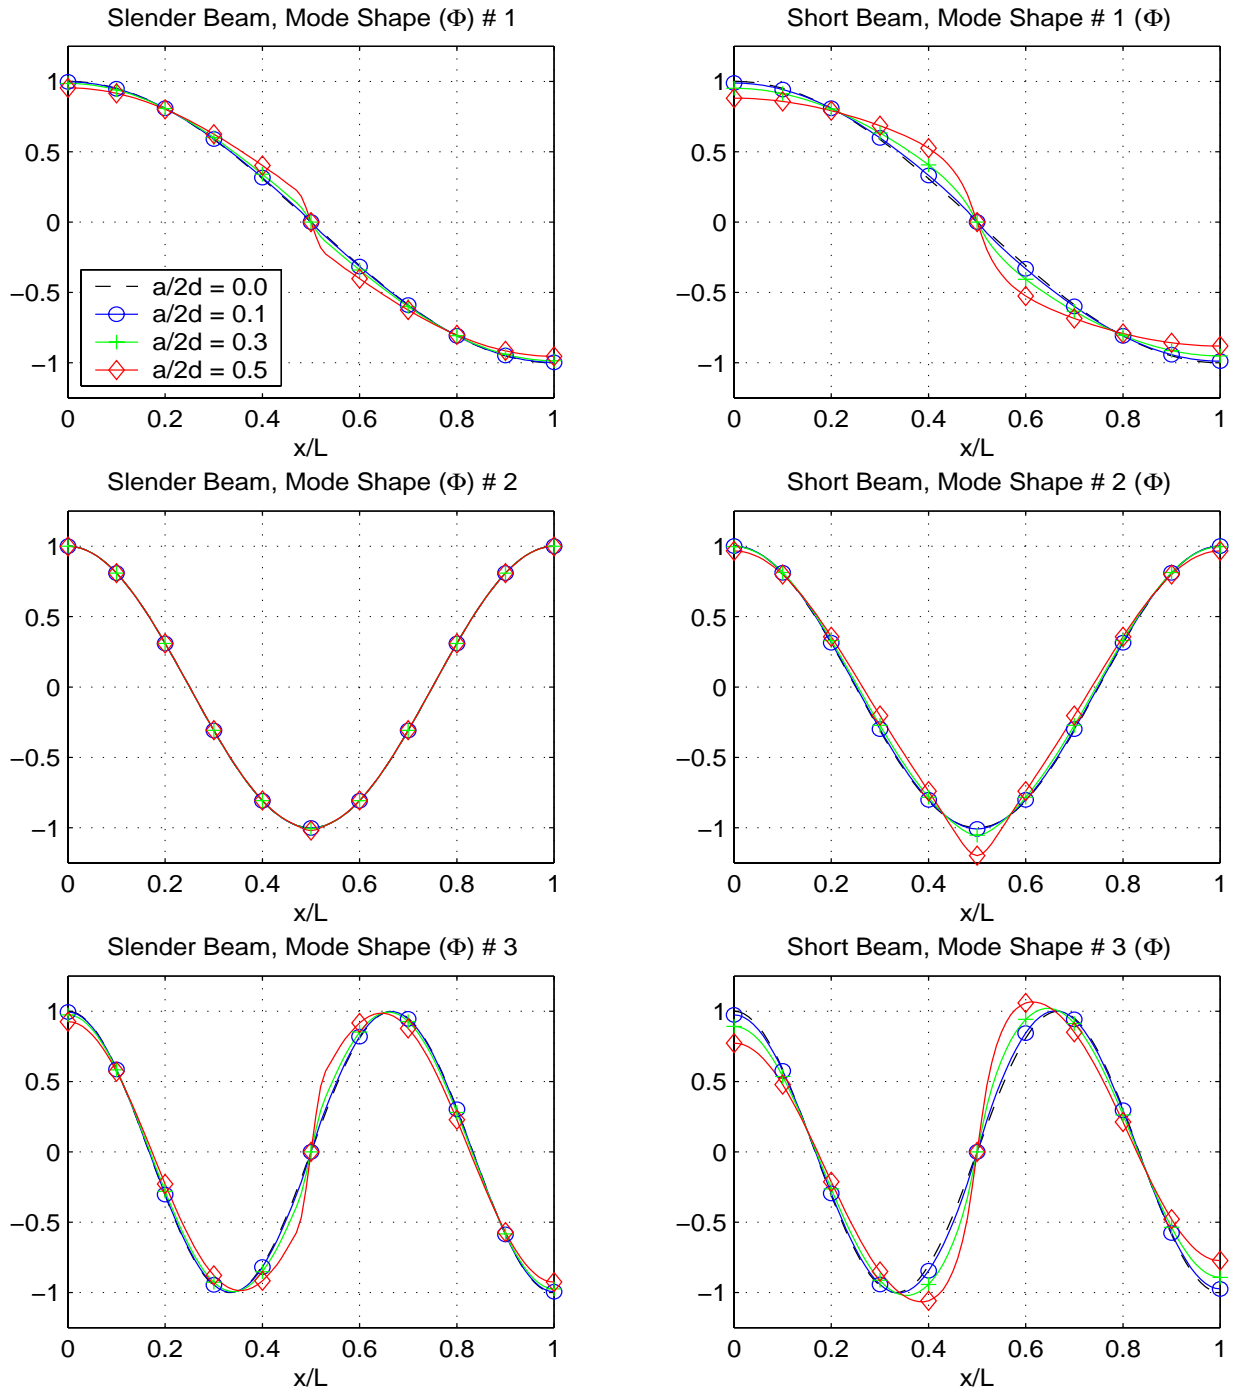 Slender Beam, Mode Shape (Φ) # 1
1
0.5
0
−0.5
−1
a/2d = 0.0
a/2d = 0.1
a/2d = 0.3
a/2d = 0.5
0 0.2 0.4 0.6 0.8 1
x/L
Short Beam, Mode Shape # 1 (Φ)
1
0.5
0
−0.5
−1
0 0.2 0.4 0.6 0.8 1
x/L
Slender Beam, Mode Shape (Φ) # 2
1
0.5
0
−0.5
−1
0 0.2 0.4 0.6 0.8 1
x/L
Short Beam, Mode Shape # 2 (Φ)
1
0.5
0
−0.5
−1
0 0.2 0.4 0.6 0.8 1
x/L
Slender Beam, Mode Shape (Φ) # 3
1
0.5
0
−0.5
−1
0 0.2 0.4 0.6 0.8 1
x/L
Short Beam, Mode Shape # 3 (Φ)
1
0.5
0
−0.5
−1
0 0.2 0.4 0.6 0.8 1
x/L